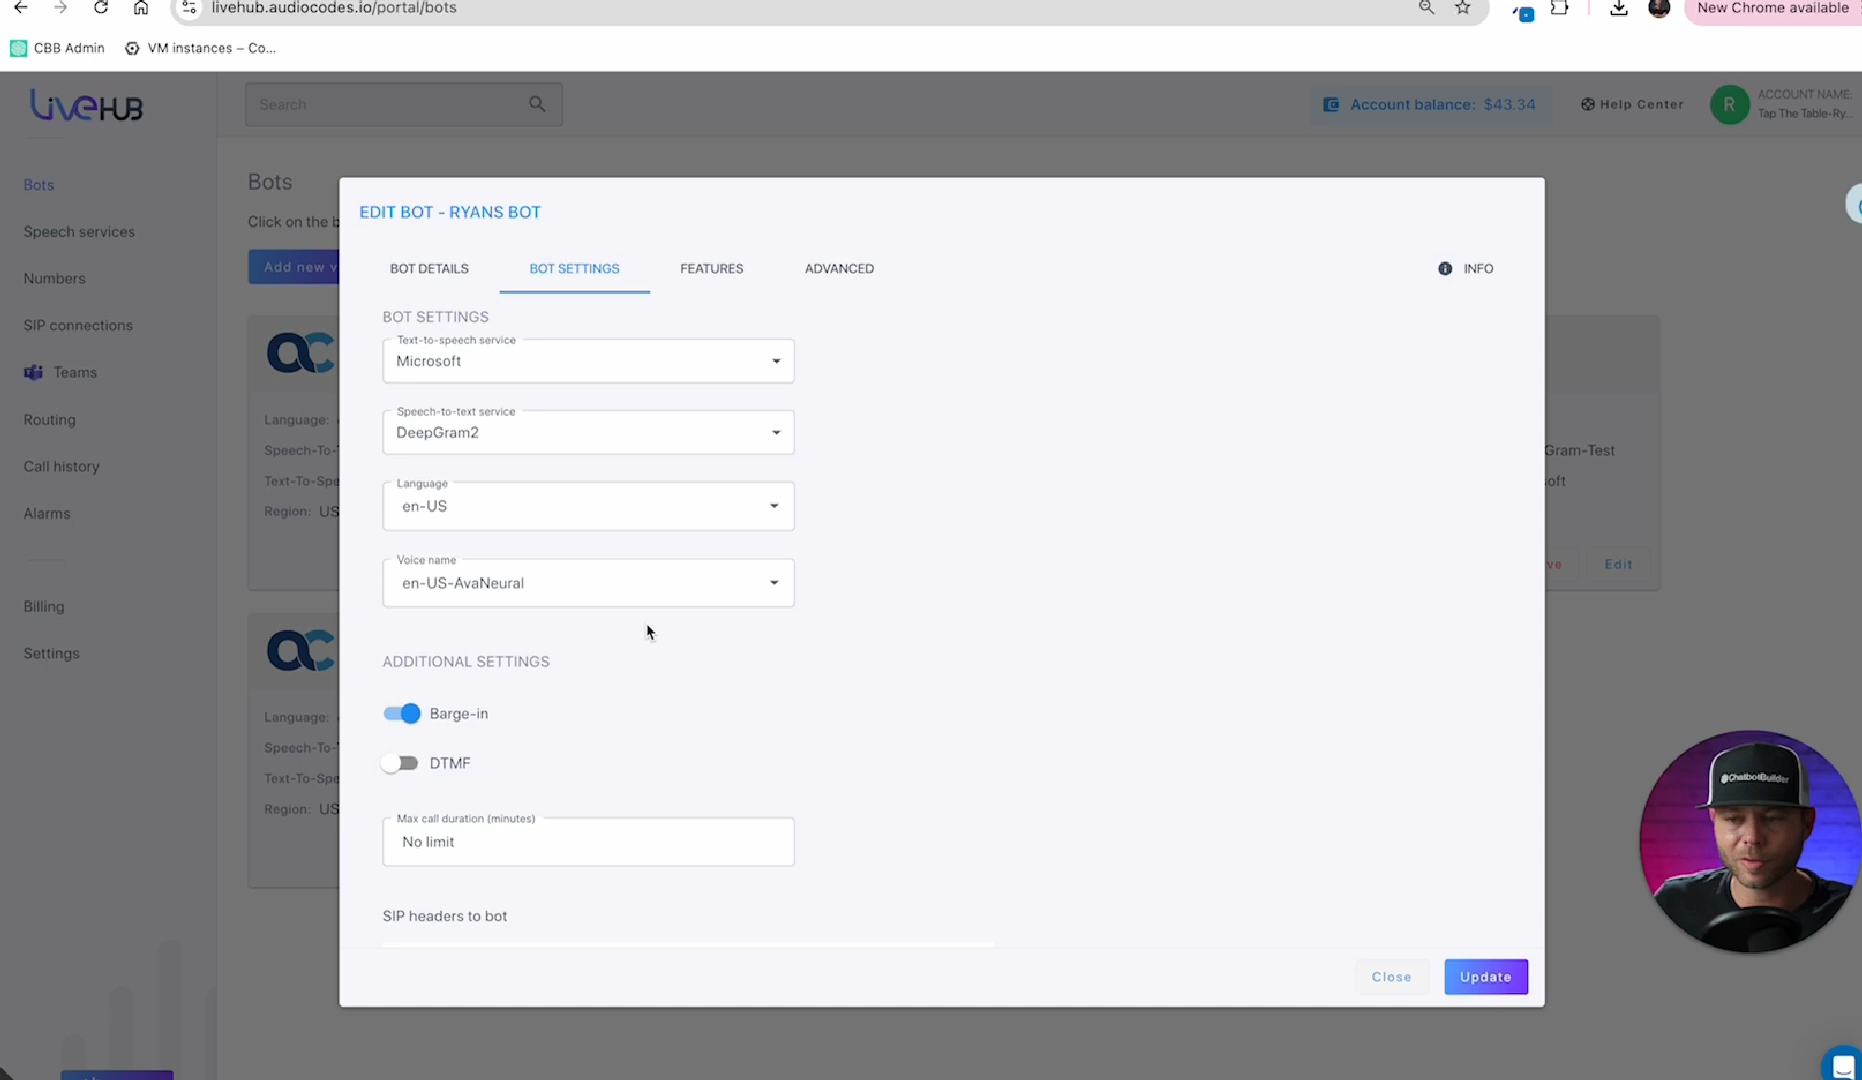 livehub.audiocodes.io/portal/bots
New Chrome available
CBB Admin
VM instances – Co...
LiveHUB
Search
Account balance: $43.34
Help Center
R
ACCOUNT NAME:
Tap The Table-Ry...
Bots
Speech services
Numbers
SIP connections
Teams
Routing
Call history
Alarms
Billing
Settings
Bots
Click on the b
Add new v
ac
Language:
Speech-To-
Text-To-Spe
Region: US
ac
Language:
Speech-To-
Text-To-Spe
Region: US
EDIT BOT - RYANS BOT
BOT DETAILS
BOT SETTINGS
FEATURES
ADVANCED
INFO
BOT SETTINGS
Text-to-speech service
Microsoft
Speech-to-text service
DeepGram2
Language
en-US
Voice name
en-US-AvaNeural
ADDITIONAL SETTINGS
Barge-in
DTMF
Max call duration (minutes)
No limit
SIP headers to bot
Close
Update
Gram-Test
oft
ve
Edit
ChatbotBuilder